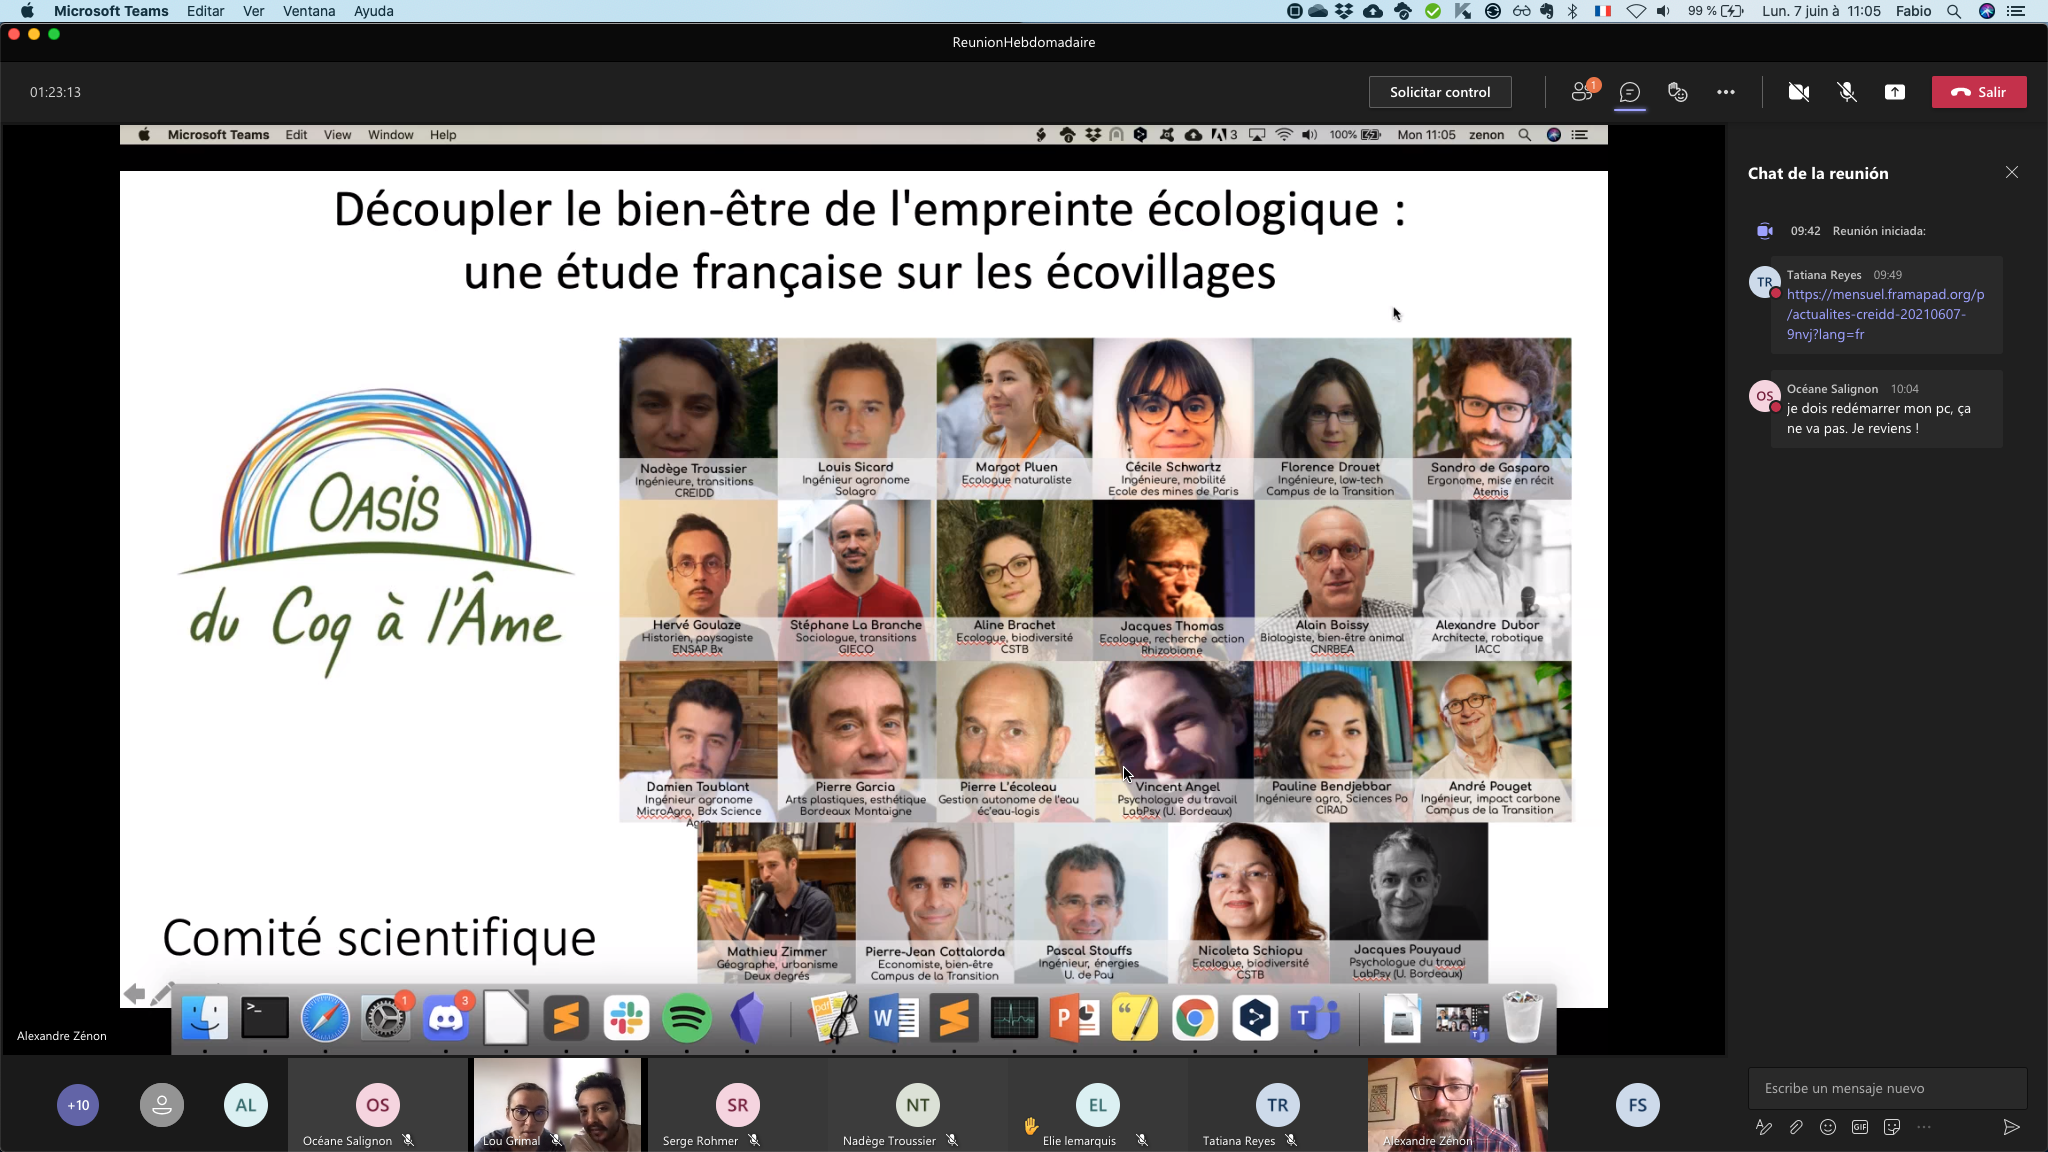 Microsoft Teams Editar Ver Ventana Ayuda
99 % Lun. 7 juin à 11:05 Fabio
ReunionHebdomadaire
01:23:13
Solicitar control
1
Salir
Microsoft Teams Edit View Window Help
3 100% Mon 11:05 zenon
Découpler le bien-être de l'empreinte écologique :
une étude française sur les écovillages
OASIS
du Coq à l'Âme
Comité scientifique
Nadège Troussier
Ingénieure, transitions
CREIDD
Louis Sicard
Ingénieur agronome
Solagro
Margot Pluen
Ecologue naturaliste
Cécile Schwartz
Ingénieure, mobilité
Ecole des mines de Paris
Florence Drouet
Ingénieure, low-tech
Campus de la Transition
Sandro de Gasparo
Ergonome, mise en récit
Atemis
Hervé Goulaze
Historien, paysagiste
ENSAP Bx
Stéphane La Branche
Sociologue, transitions
GIECO
Aline Brachet
Ecologue, biodiversité
CSTB
Jacques Thomas
Ecologue, recherche action
Rhizobiome
Alain Boissy
Biologiste, bien-être animal
CNRBEA
Alexandre Dubor
Architecte, robotique
IACC
Damien Toublant
Ingénieur agronome
MicroAgro, Bdx Science
Agro
Pierre Garcia
Arts plastiques, esthétique
Bordeaux Montaigne
Pierre L'écoleau
Gestion autonome de l'eau
éc'eau-logis
Vincent Angel
Psychologue du travail
LabPsy (U. Bordeaux)
Pauline Bendjebbar
Ingénieure agro, Sciences Po
CIRAD
André Pouget
Ingénieur, impact carbone
Campus de la Transition
Mathieu Zimmer
Géographe, urbanisme
Deux degrés
Pierre-Jean Cottalorda
Economiste, bien-être
Campus de la Transition
Pascal Stouffs
Ingénieur, énergies
U. de Pau
Nicoleta Schiopu
Ecologue, biodiversité
CSTB
Jacques Pouyaud
Psychologue du travai
LabPsy (U. Bordeaux)
1
3
Alexandre Zénon
Chat de la reunión
09:42 Reunión iniciada:
TR
Tatiana Reyes 09:49
https://mensuel.framapad.org/p
/actualites-creidd-20210607-
9nvj?lang=fr
OS
Océane Salignon 10:04
je dois redémarrer mon pc, ça
ne va pas. Je reviens !
Escribe un mensaje nuevo
GIF
+10
AL
OS
Océane Salignon
Lou Grimal
SR
Serge Rohmer
NT
Nadège Troussier
EL
Elie lemarquis
TR
Tatiana Reyes
Alexandre Zénon
FS